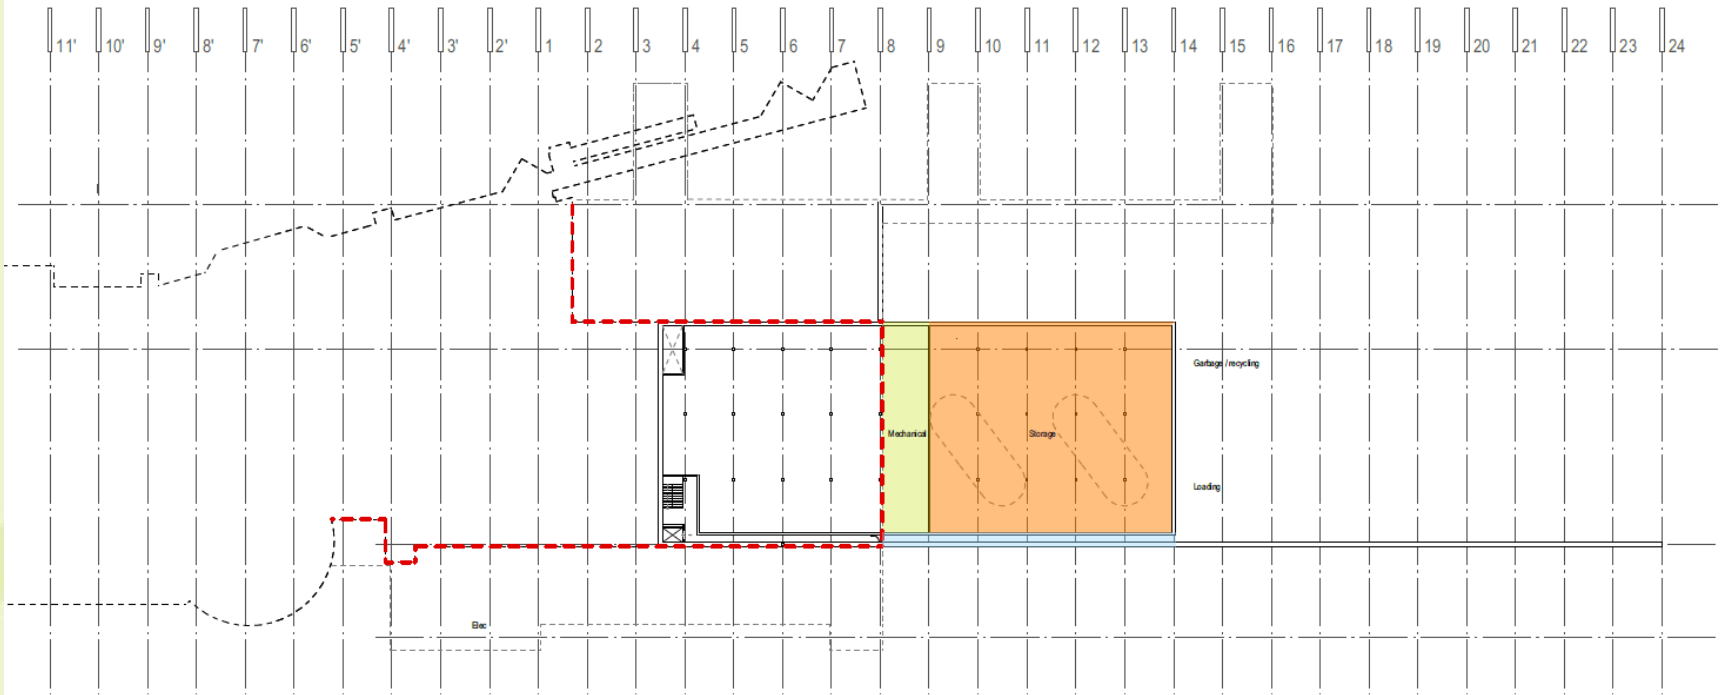 11' 10' 9' 8' 7' 6' 5' 4' 3' 2' 1 2 3 4 5 6 7 8 9 10 11 12 13 14 15 16 17 18 19 20 21 22 23 24
Garbage / recycling
Mechanical Storage
Loading
Elec